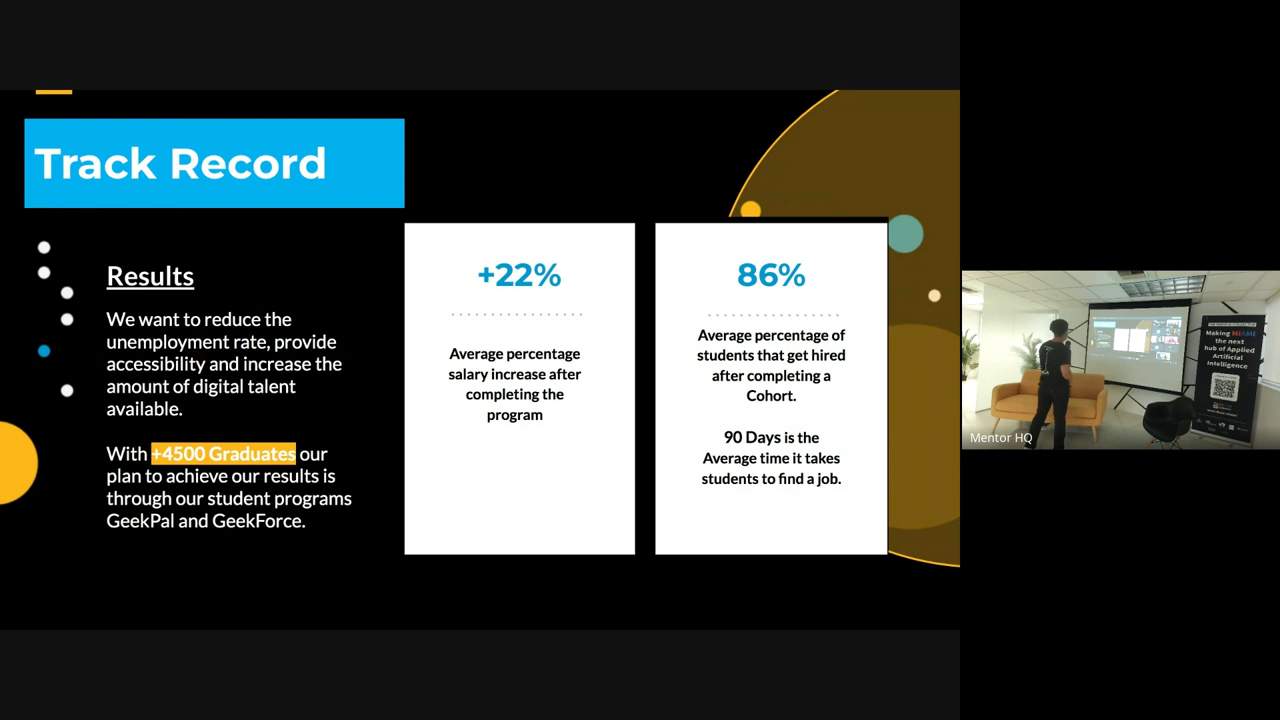 Track Record
Results
We want to reduce the
unemployment rate, provide
accessibility and increase the
amount of digital talent
available.
With +4500 Graduates our
plan to achieve our results is
through our student programs
GeekPal and GeekForce.
+22%
Average percentage
salary increase after
completing the
program
86%
Average percentage of
students that get hired
after completing a
Cohort.
90 Days is the
Average time it takes
students to find a job.
Making MIAMI
the next
hub of Applied
Artificial
Intelligence
Mentor HQ